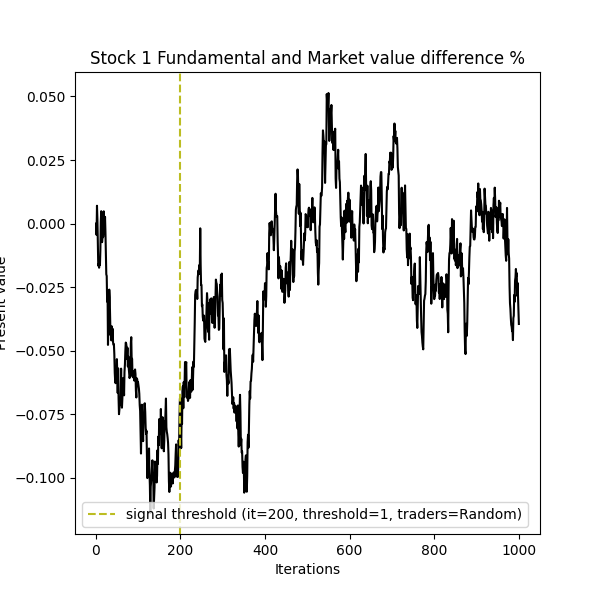 Stock 1 Fundamental and Market value difference %
Present value
0.050
0.025
0.000
−0.025
−0.050
−0.075
−0.100
signal threshold (it=200, threshold=1, traders=Random)
0 200 400 600 800 1000
Iterations